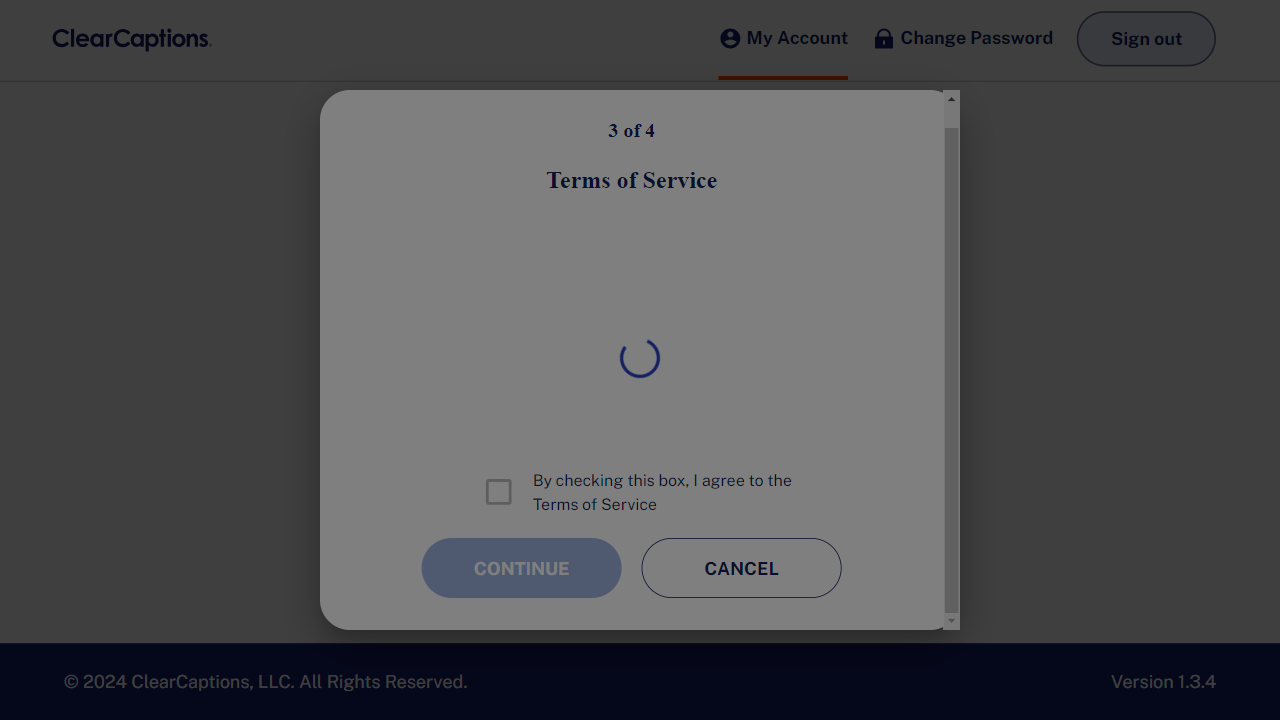 ClearCaptions
My Account
Change Password
Sign out
3 of 4
Terms of Service
By checking this box, I agree to the
Terms of Service
CONTINUE
CANCEL
© 2024 ClearCaptions, LLC. All Rights Reserved.
Version 1.3.4